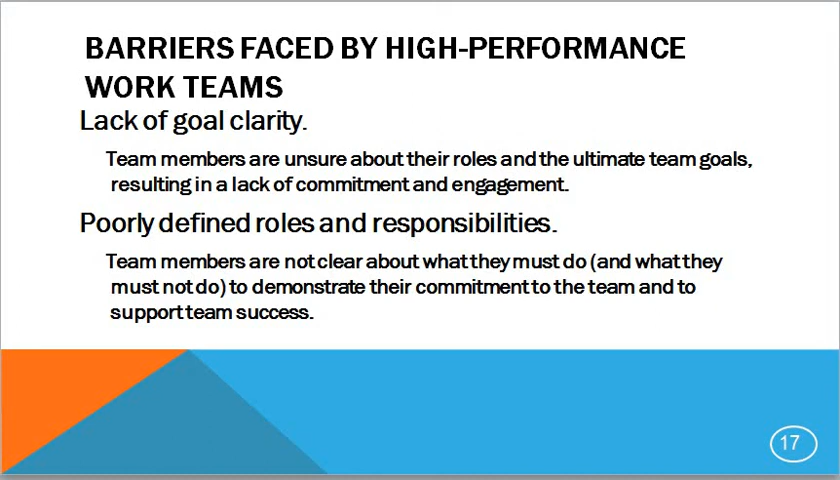 BARRIERS FACED BY HIGH-PERFORMANCE
WORK TEAMS
Lack of goal clarity.
Team members are unsure about their roles and the ultimate team goals,
resulting in a lack of commitment and engagement.
Poorly defined roles and responsibilities.
Team members are not clear about what they must do (and what they
must not do) to demonstrate their commitment to the team and to
support team success.
17